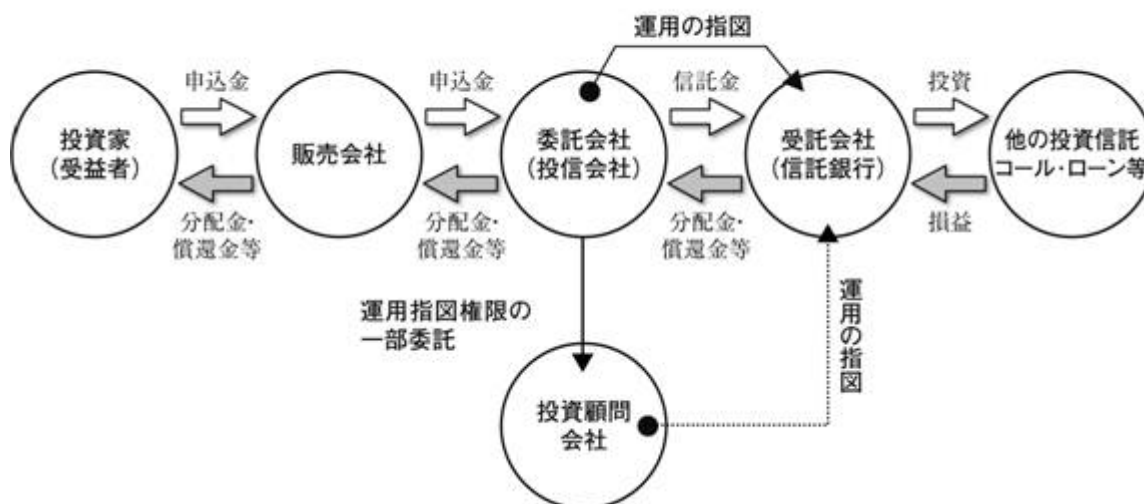 運用の指図
申込金
申込金
信託金
投資
投資家
（受益者）
販売会社
委託会社
（投信会社）
受託会社
（信託銀行）
他の投資信託
コール・ローン等
分配金・
償還金等
分配金・
償還金等
分配金・
償還金等
損益
運用指図権限の
一部委託
運用の指図
投資顧問
会社